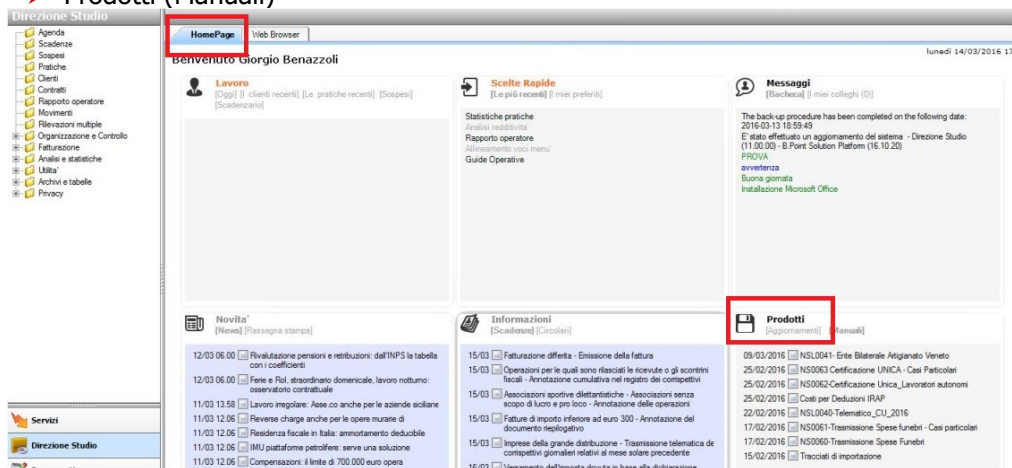 Prodotti (Manuali)
Direzione Studio
Agenda
Scadenze
Sospesi
Pratiche
Clienti
Contratti
Rapporto operatore
Movimenti
Rilevazioni multiple
Organizzazione e Controllo
Fatturazione
Analisi e statistiche
Utilita'
Archivi e tabelle
Privacy
Servizi
Direzione Studio
HomePage
Web Browser
lunedì 14/03/2016 17
Benvenuto Giorgio Benazzoli
Lavoro
[Oggi] [I clienti recenti] [Le pratiche recenti] [Sospesi]
[Scadenzario]
Scelte Rapide
[Le più recenti] [I miei preferiti]
Statistiche pratiche
Analisi redditivita'
Rapporto operatore
Allineamento voci menu'
Guide Operative
Messaggi
[Bacheca] [I miei colleghi (0)]
The back-up procedure has been completed on the following date:
2016-03-13 18:59:49
E' stato effettuato un aggiornamento del sistema - Direzione Studio
(11.00.00) - B.Point Solution Platform (16.10.20)
PROVA
avvertenza
Buona giornata
Installazione Microsoft Office
Novita'
[News] [Rassegna stampa]
12/03 06.00 Rivalutazione pensioni e retribuzioni: dall'INPS la tabella
con i coefficienti
12/03 06.00 Ferie e Rol, straordinario domenicale, lavoro notturno:
osservatorio contrattuale
11/03 13.58 Lavoro irregolare: Asse.co anche per le aziende siciliane
11/03 12.06 Reverse charge anche per le opere murarie di
11/03 12.06 Residenza fiscale in Italia: ammortamento deducibile
11/03 12.06 IMU piattaforme petrolifere: serve una soluzione
11/03 12.06 Compensazioni: il limite di 700.000 euro opera
Informazioni
[Scadenze] [Circolari]
15/03 Fatturazione differita - Emissione della fattura
15/03 Operazioni per le quali sono rilasciati le ricevute o gli scontrini
fiscali - Annotazione cumulativa nel registro dei corrispettivi
15/03 Associazioni sportive dilettantistiche - Associazioni senza
scopo di lucro e pro loco - Annotazione delle operazioni
15/03 Fatture di importo inferiore ad euro 300 - Annotazione del
documento riepilogativo
15/03 Imprese della grande distribuzione - Trasmissione telematica dei
corrispettivi giornalieri relativi al mese solare precedente
16/03 Versamento dell'imposta dovuta in base alla dichiarazione
Prodotti
[Aggiornamenti] [Manuali]
09/03/2016 NSL0041- Ente Bilaterale Artigianato Veneto
25/02/2016 NS0063 Certificazione UNICA - Casi Particolari
25/02/2016 NS0062-Certificazione Unica_Lavoratori autonomi
25/02/2016 Costi per Deduzioni IRAP
22/02/2016 NSL0040-Telematico_CU_2016
17/02/2016 NS0061-Trasmissione Spese funebri - Casi particolari
17/02/2016 NS0060-Trasmissione Spese Funebri
15/02/2016 Tracciati di importazione